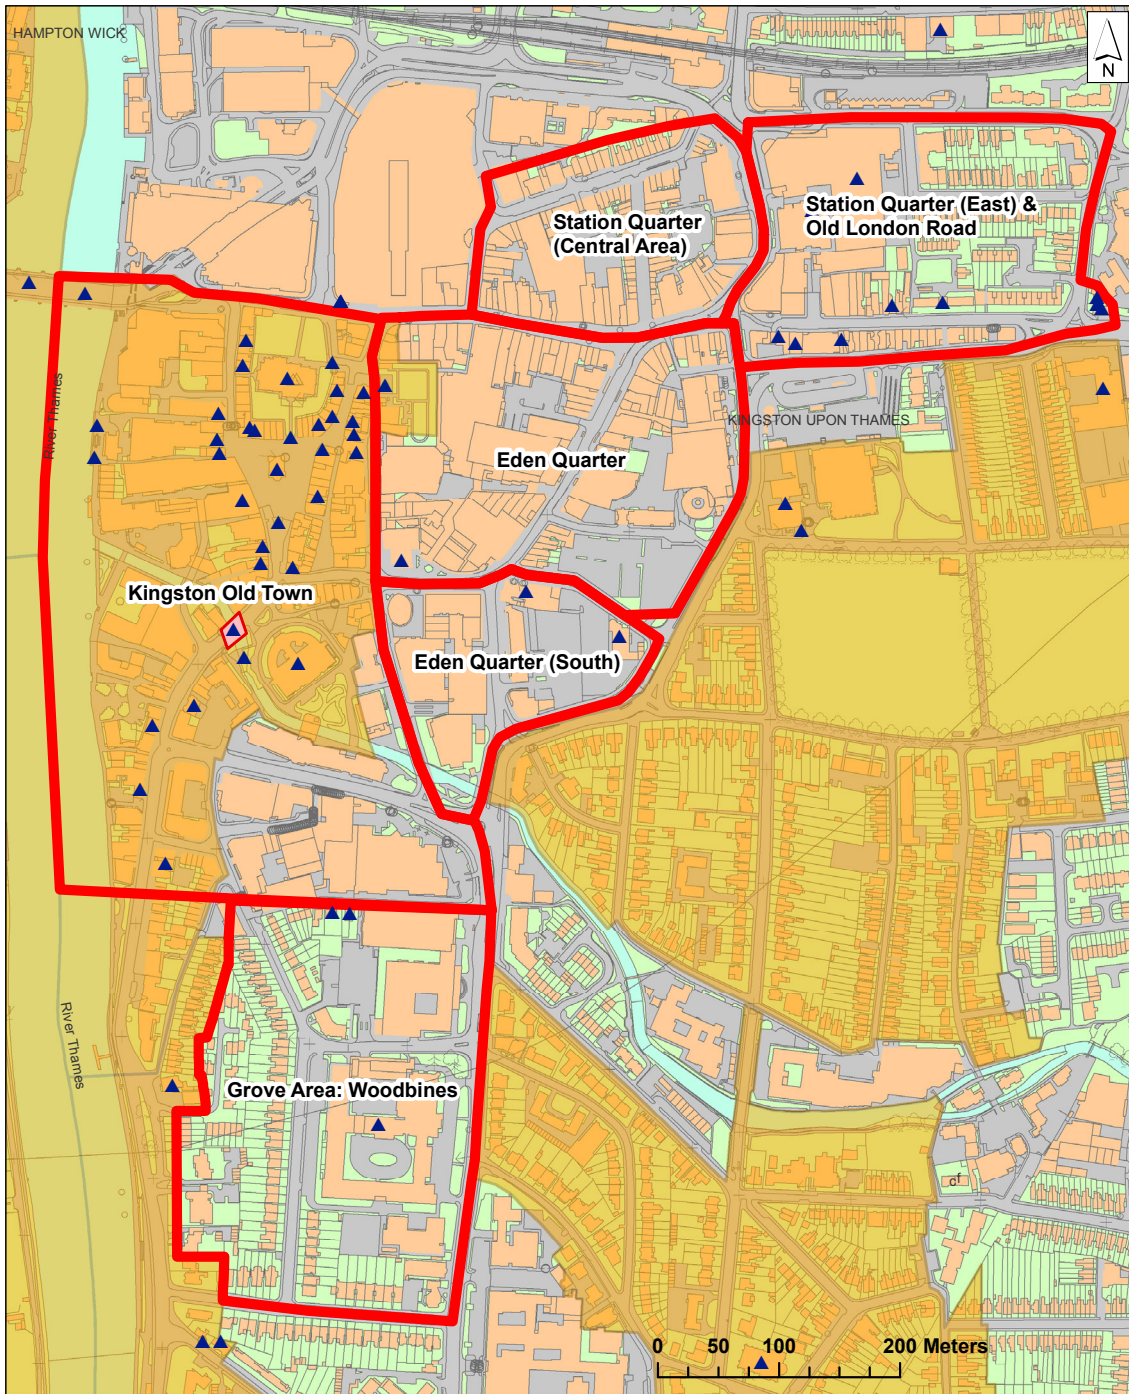 HAMPTON WICK
N
Station Quarter
(Central Area)
Station Quarter (East) &
Old London Road
River Thames
KINGSTON UPON THAMES
Eden Quarter
Kingston Old Town
Eden Quarter (South)
River Thames
Grove Area: Woodbines
cf
0 50 100 200 Meters